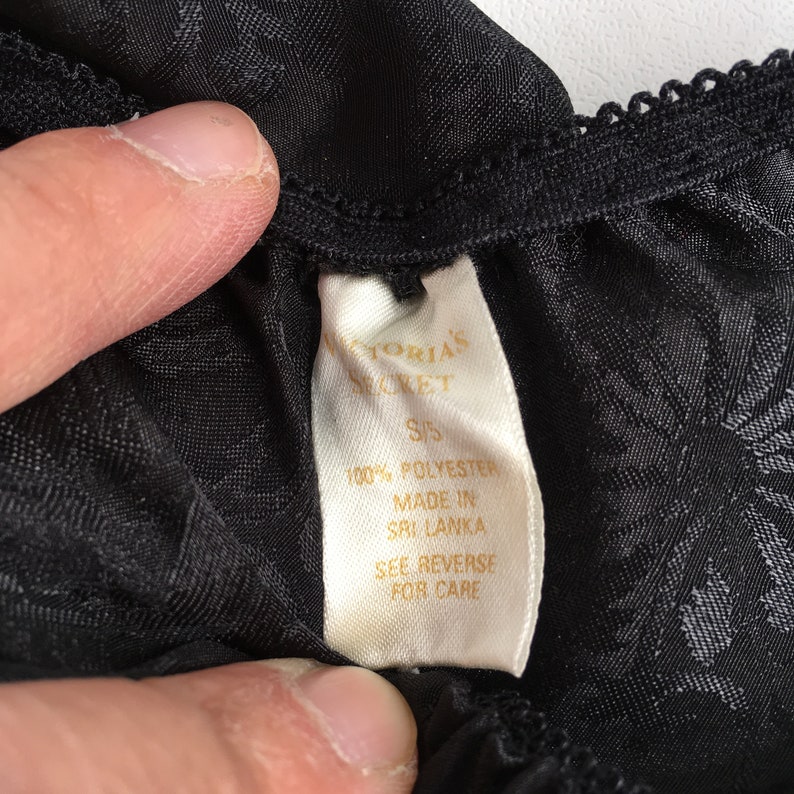 VICTORIA'S
SECRET
S/S
100% POLYESTER
MADE IN
SRI LANKA
SEE REVERSE
FOR CARE